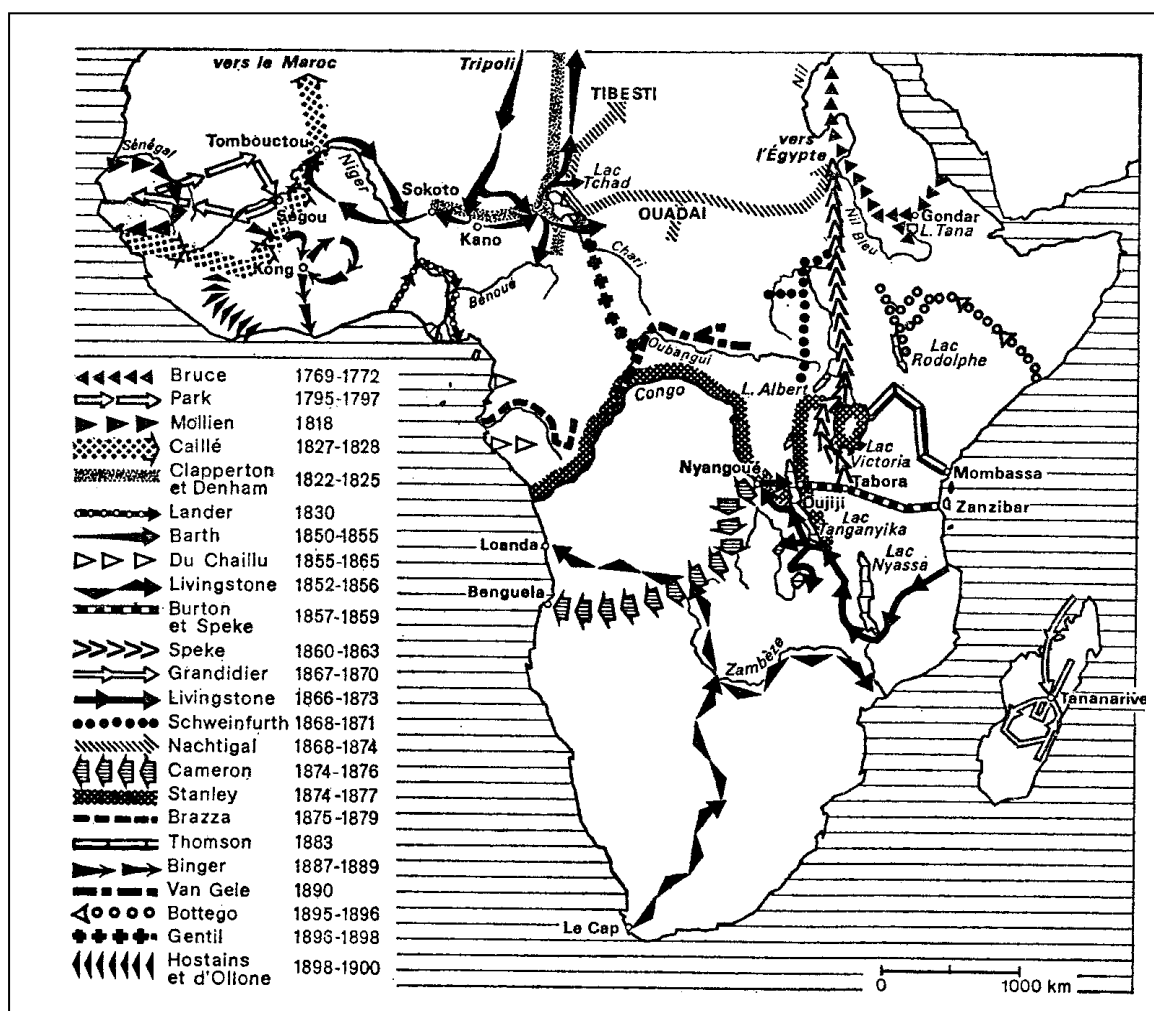 vers le Maroc
Tripoli
TIBESTI
Nil
Tombouctou
vers
l'Égypte
Sénégal
Niger
Lac
Tchad
Sokoto
Ségou
Kano
OUADAI
Nil Bleu
Gondar
L. Tana
Kong
Chari
Bénoué
Lac
Rodolphe
Oubangui
Congo
L. Albert
Lac
Victoria
Nyangoué
Tabora
Mombassa
Oujiji
Zanzibar
Lac
Tanganyika
Loanda
Lac
Nyassa
Benguela
Zambèze
Tananarive
Le Cap
0 1000 km
Bruce 1769-1772
Park 1795-1797
Mollien 1818
Caillé 1827-1828
Clapperton
et Denham 1822-1825
Lander 1830
Barth 1850-1855
Du Chaillu 1855-1865
Livingstone 1852-1856
Burton
et Speke 1857-1859
Speke 1860-1863
Grandidier 1867-1870
Livingstone 1866-1873
Schweinfurth 1868-1871
Nachtigal 1868-1874
Cameron 1874-1876
Stanley 1874-1877
Brazza 1875-1879
Thomson 1883
Binger 1887-1889
Van Gele 1890
Bottego 1895-1896
Gentil 1896-1898
Hostains
et d'Ollone 1898-1900